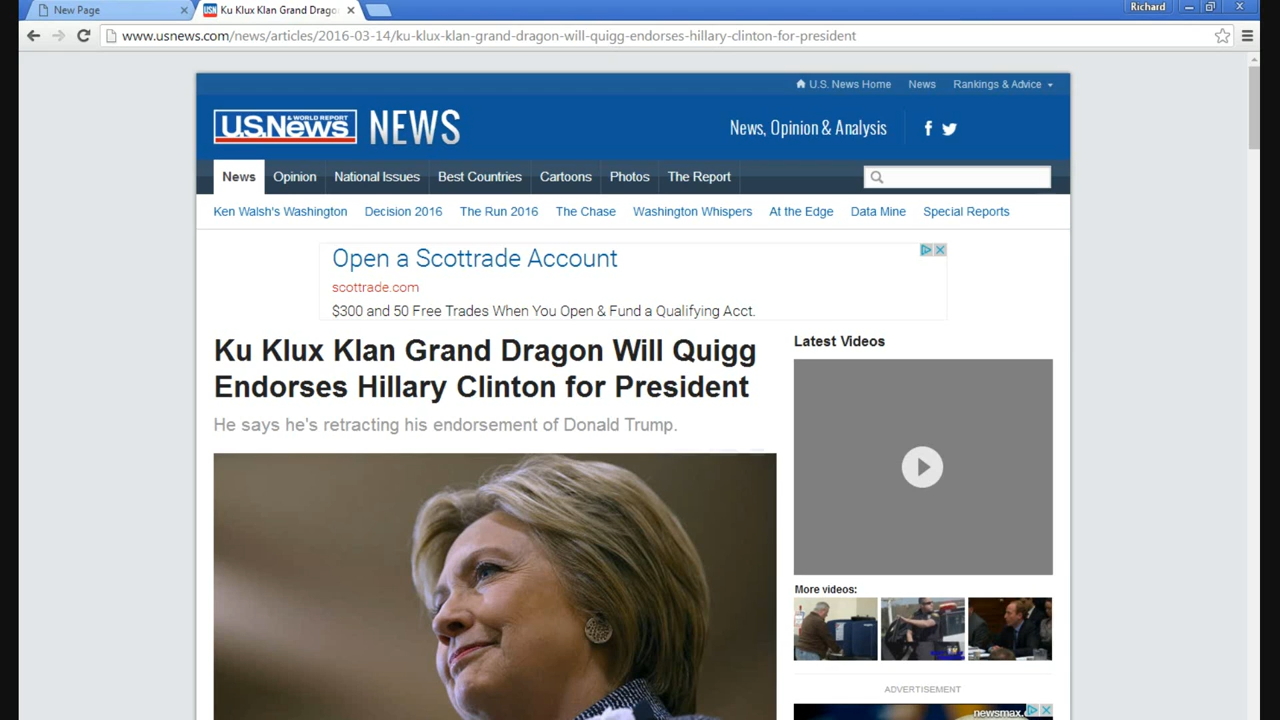 New Page
USN Ku Klux Klan Grand Drago
Richard
www.usnews.com/news/articles/2016-03-14/ku-klux-klan-grand-dragon-will-quigg-endorses-hillary-clinton-for-president
U.S. News Home News Rankings & Advice
U.S.News & WORLD REPORT NEWS
News, Opinion & Analysis
News Opinion National Issues Best Countries Cartoons Photos The Report
Ken Walsh's Washington Decision 2016 The Run 2016 The Chase Washington Whispers At the Edge Data Mine Special Reports
Open a Scottrade Account
scottrade.com
$300 and 50 Free Trades When You Open & Fund a Qualifying Acct.
Ku Klux Klan Grand Dragon Will Quigg
Endorses Hillary Clinton for President
He says he's retracting his endorsement of Donald Trump.
Latest Videos
More videos:
ADVERTISEMENT
newsmax.